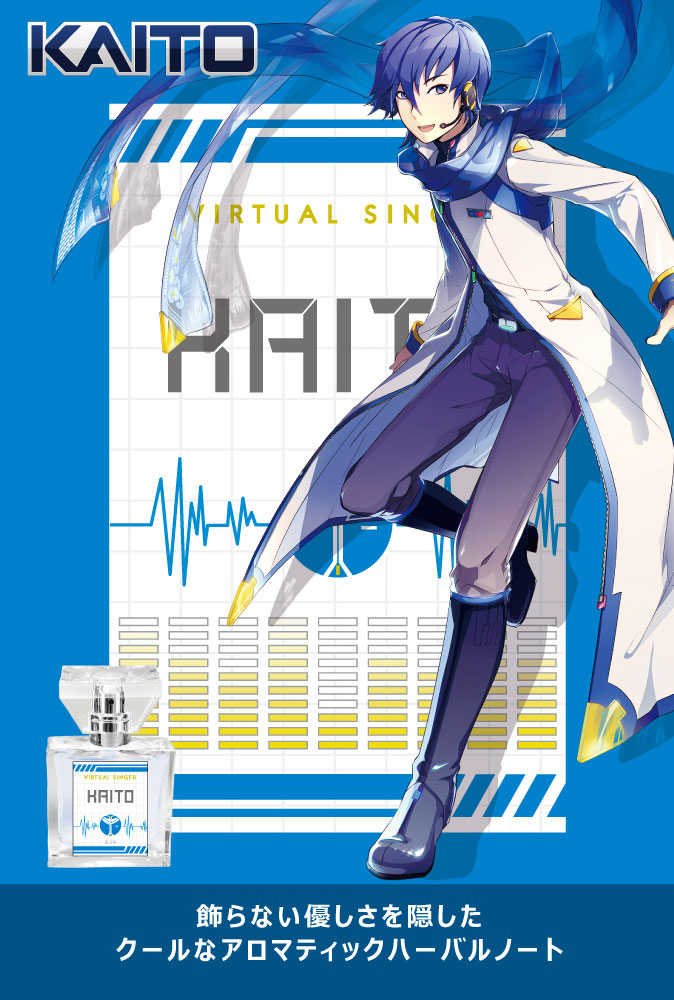 KAITO
VIRTUAL SING
KAIT
VIRTUAL SINGER
KAITO
飾らない優しさを隠した
クールなアロマティックハーバルノート